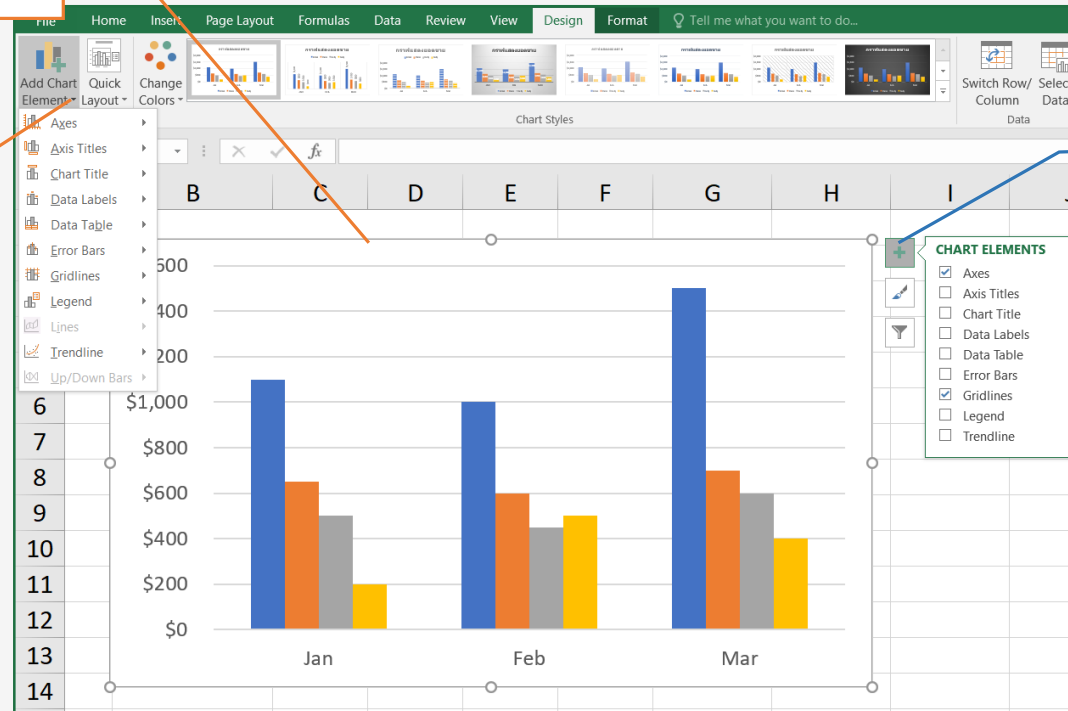 File Home Insert Page Layout Formulas Data Review View Design Format Tell me what you want to do...
Add Chart Element
Quick Layout
Change Colors
Switch Row/
Column
Data
Chart Styles
Data
Axes
Axis Titles
Chart Title
Data Labels
Data Table
Error Bars
Gridlines
Legend
Lines
Trendline
Up/Down Bars
fx
B C D E F G H I
6
7
8
9
10
11
12
13
14
600
400
200
$1,000
$800
$600
$400
$200
$0
Jan Feb Mar
CHART ELEMENTS
Axes
Axis Titles
Chart Title
Data Labels
Data Table
Error Bars
Gridlines
Legend
Trendline